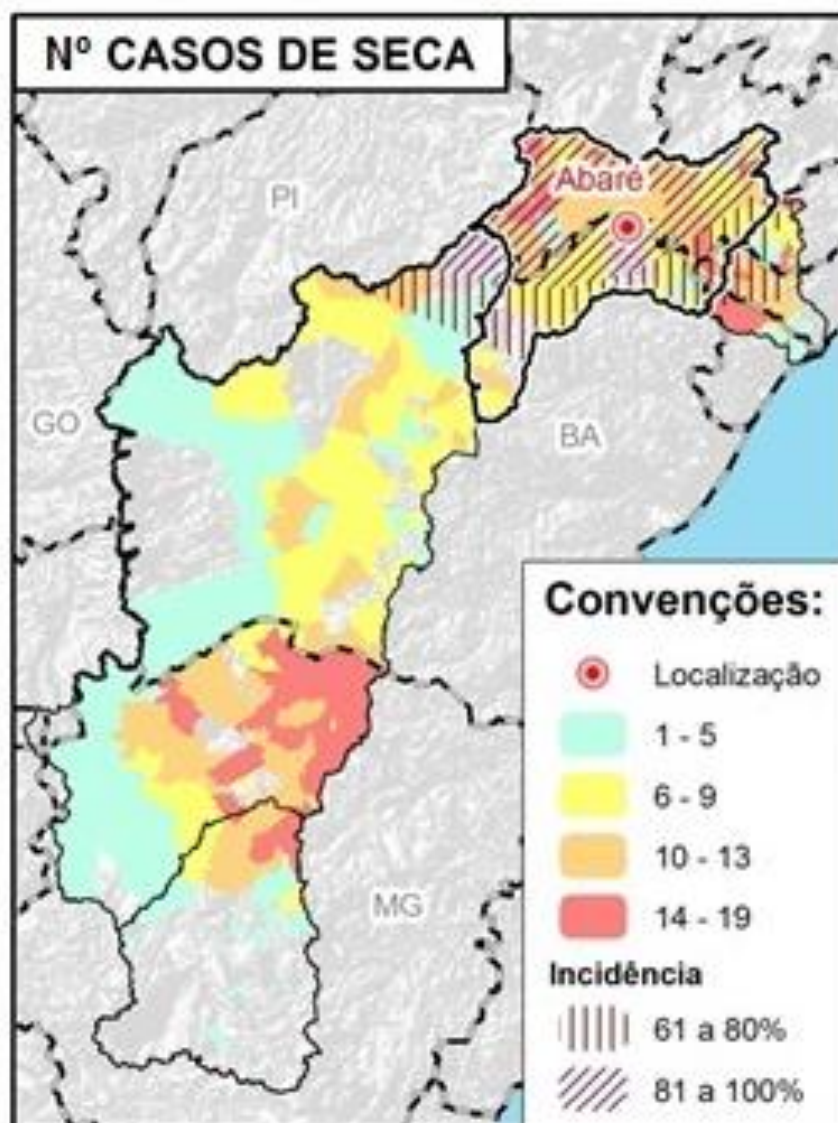 Nº CASOS DE SECA
PI
Abaré
GO
BA
MG
Convenções:
Localização
1 - 5
6 - 9
10 - 13
14 - 19
Incidência
61 a 80%
81 a 100%